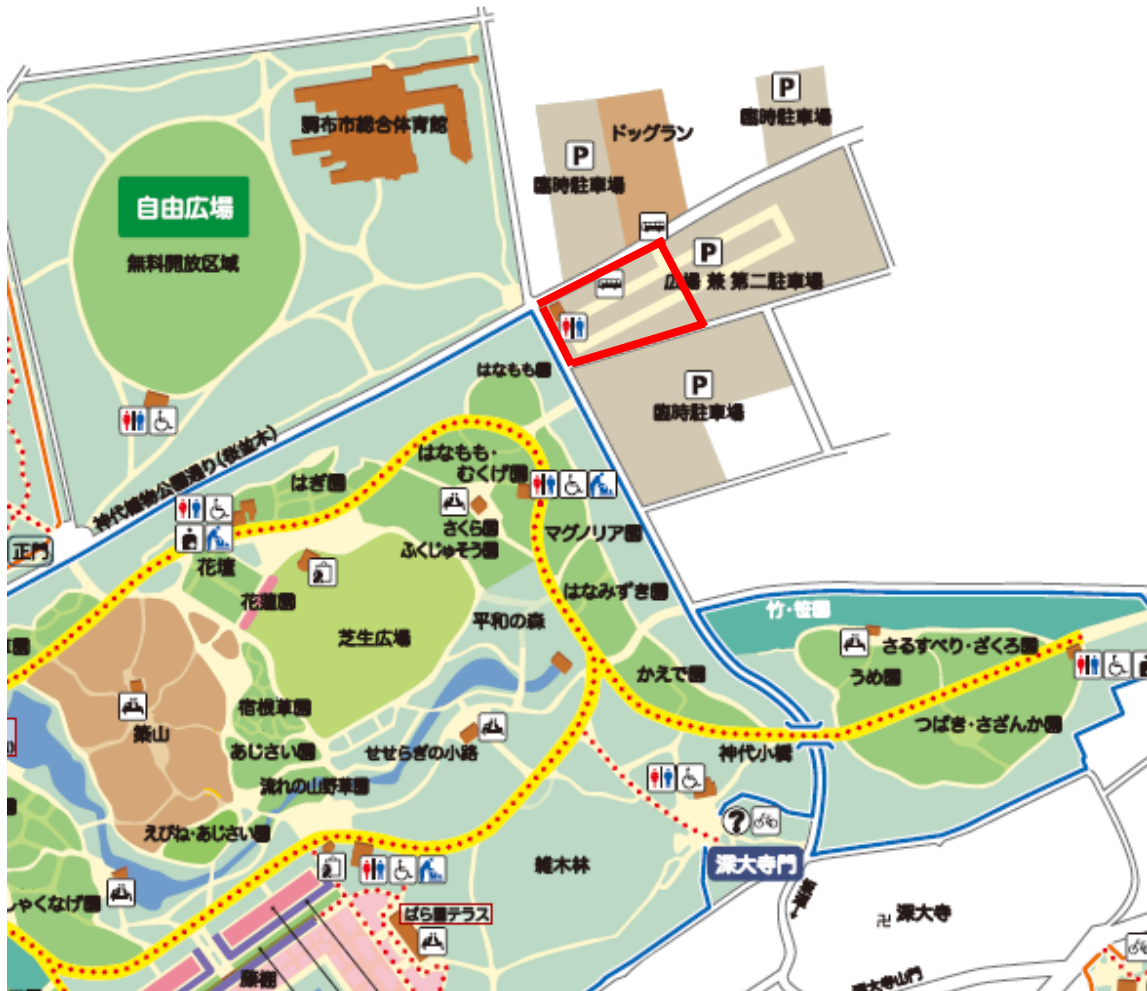 調布市総合体育館
自由広場
無料開放区域
P
臨時駐車場
ドッグラン
P
臨時駐車場
P
広場 兼 第二駐車場
P
臨時駐車場
神代植物公園通り(桜並木)
正門
はなもも園
はなもも・
むくげ園
はぎ園
さくら園
ふくじゅそう園
マグノリア園
はなみずき園
花壇
花蓮園
芝生広場
平和の森
かえで園
竹・笹園
さるすべり・ざくろ園
うめ園
つばき・さざんか園
築山
宿根草園
あじさい園
せせらぎの小路
流れの山野草園
神代小橋
えびね・あじさい園
?
深大寺門
雑木林
しゃくなげ園
ばら園テラス
藤棚
卍 深大寺
深大寺山門